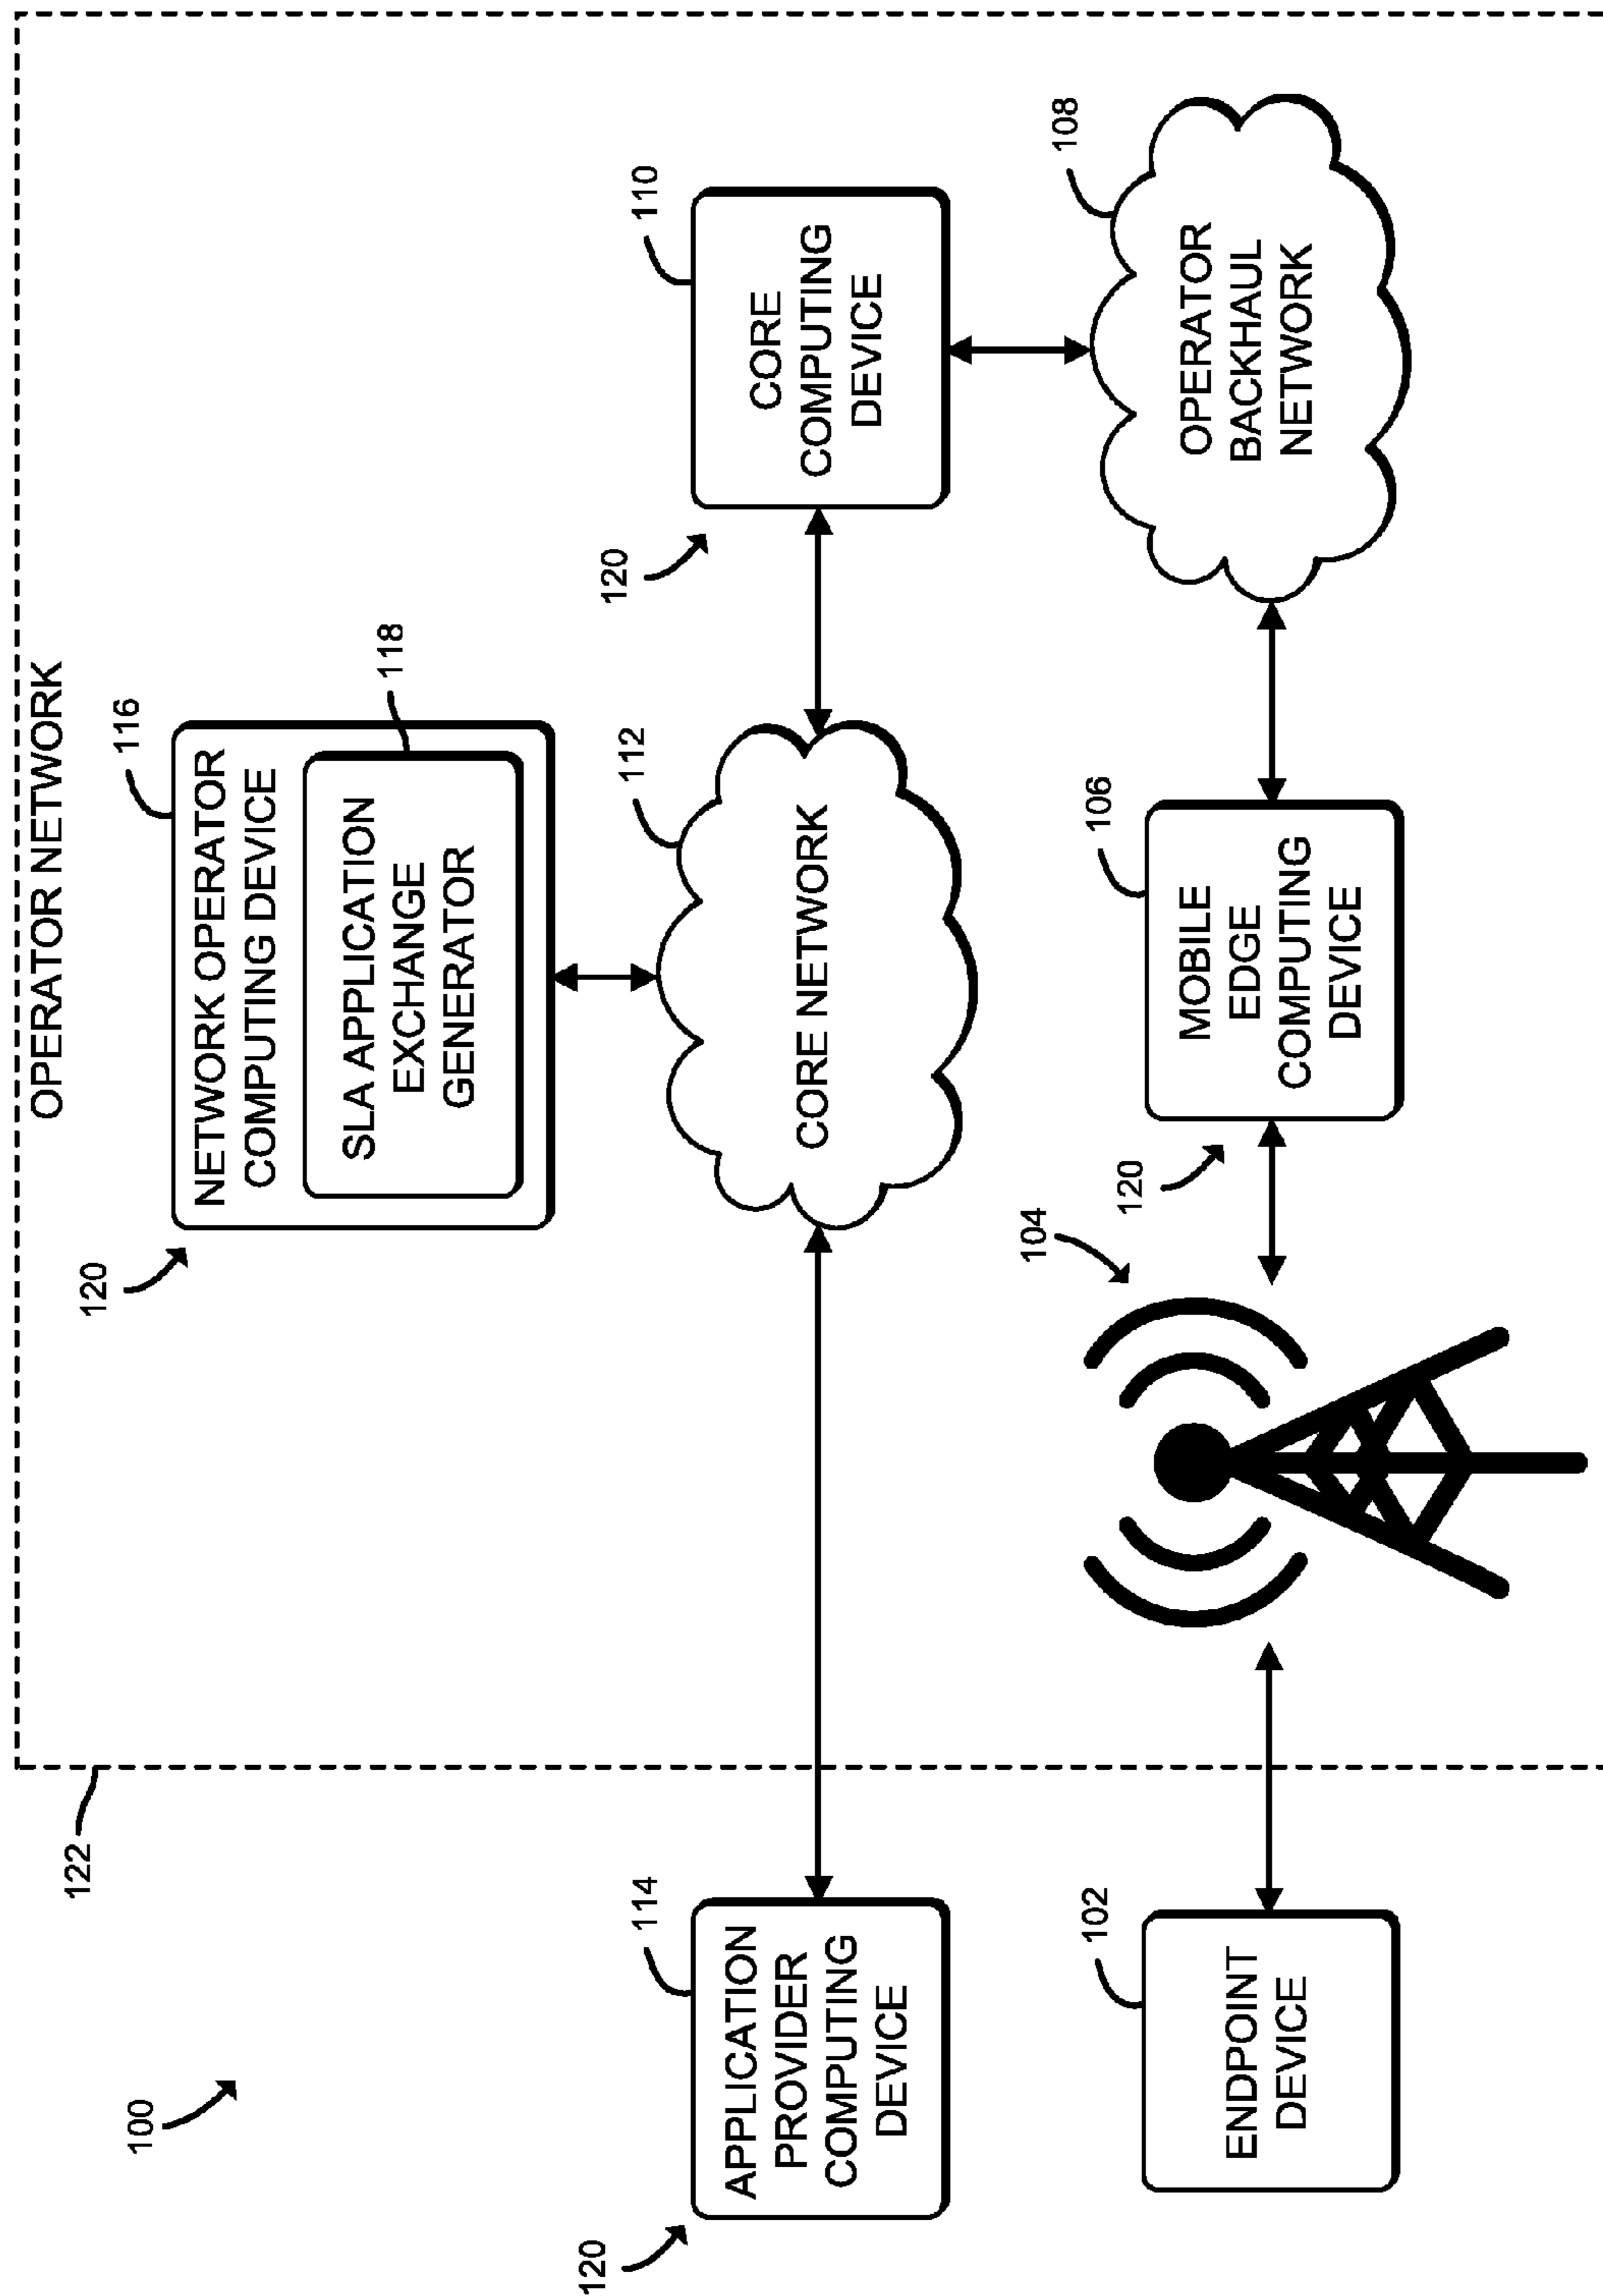 100
122
OPERATOR NETWORK
120
116
NETWORK OPERATOR
COMPUTING DEVICE
118
SLA APPLICATION
EXCHANGE
GENERATOR
120
114
APPLICATION
PROVIDER
COMPUTING
DEVICE
112
CORE NETWORK
120
110
CORE
COMPUTING
DEVICE
102
ENDPOINT
DEVICE
104
120
106
MOBILE
EDGE
COMPUTING
DEVICE
108
OPERATOR
BACKHAUL
NETWORK